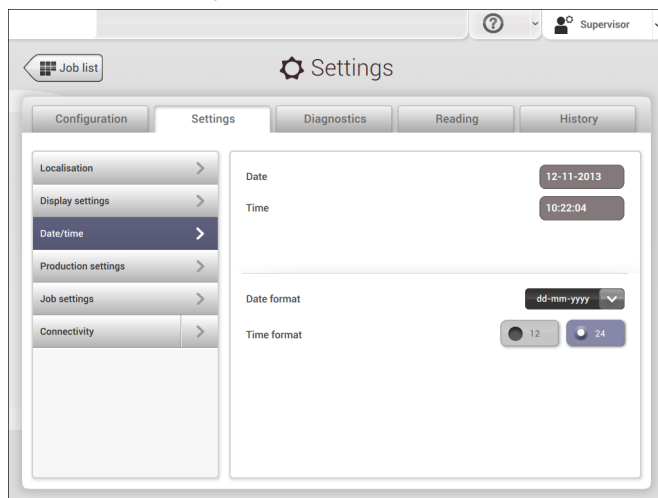 Supervisor
Job list
Settings
Configuration
Settings
Diagnostics
Reading
History
Localisation
Display settings
Date/time
Production settings
Job settings
Connectivity
Date
12-11-2013
Time
10:22:04
Date format
dd-mm-yyyy
Time format
12
24